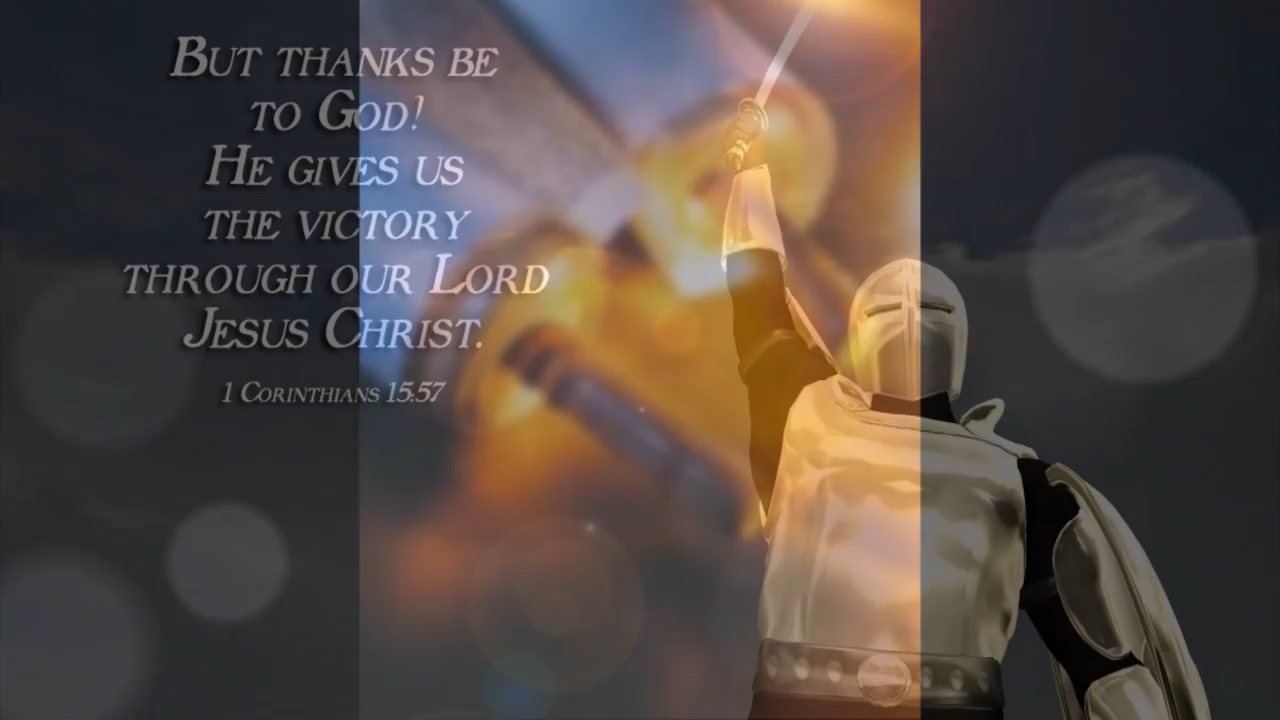 But thanks be
to God!
He gives us
the victory
through our Lord
Jesus Christ.
1 Corinthians 15:57